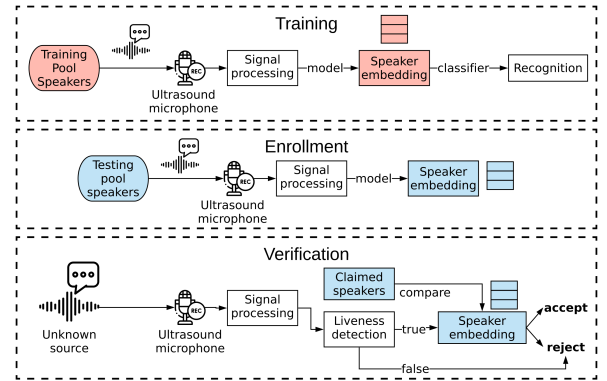 Training
Training
Pool
Speakers
REC
Ultrasound
microphone
Signal
processing
model
Speaker
embedding
classifier
Recognition
Enrollment
Testing
pool
speakers
REC
Ultrasound
microphone
Signal
processing
model
Speaker
embedding
Verification
Unknown
source
REC
Ultrasound
microphone
Signal
processing
Claimed
speakers
compare
Liveness
detection
true
false
Speaker
embedding
accept
reject